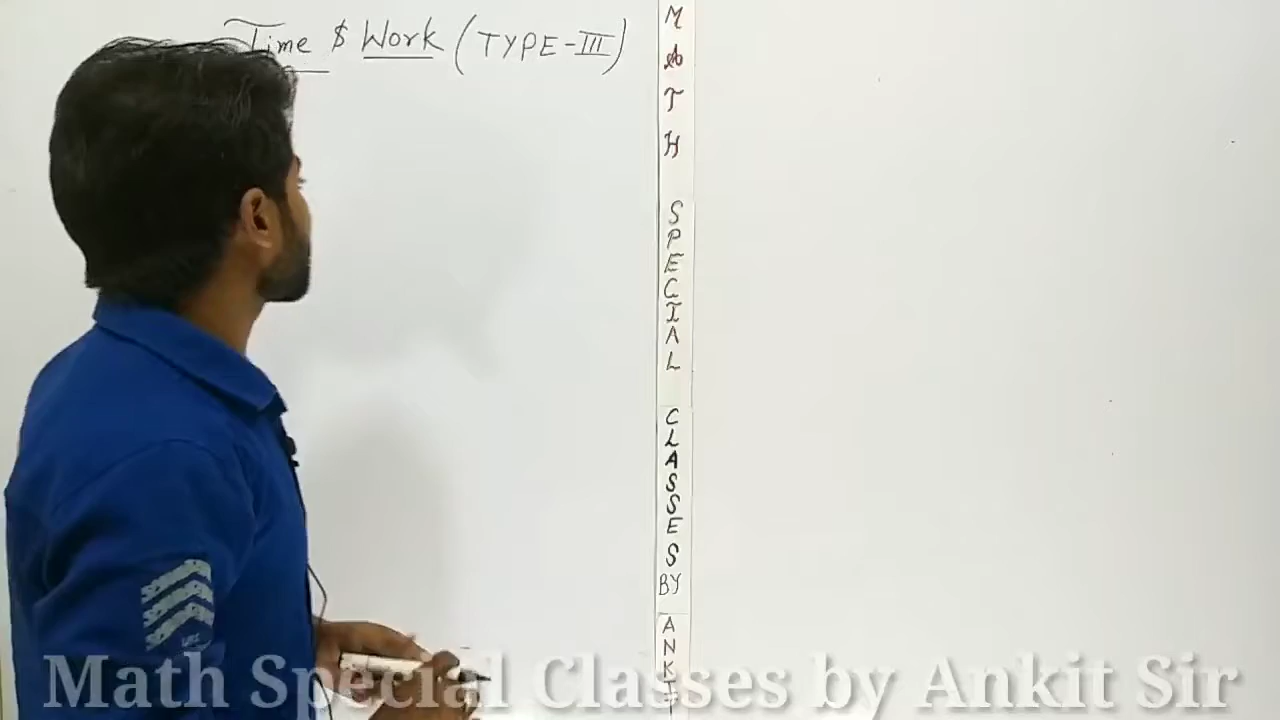 Time $ Work (TYPE-III)
MATH SPECIAL CLASSES BY ANKIT
Math Special Classes by Ankit Sir